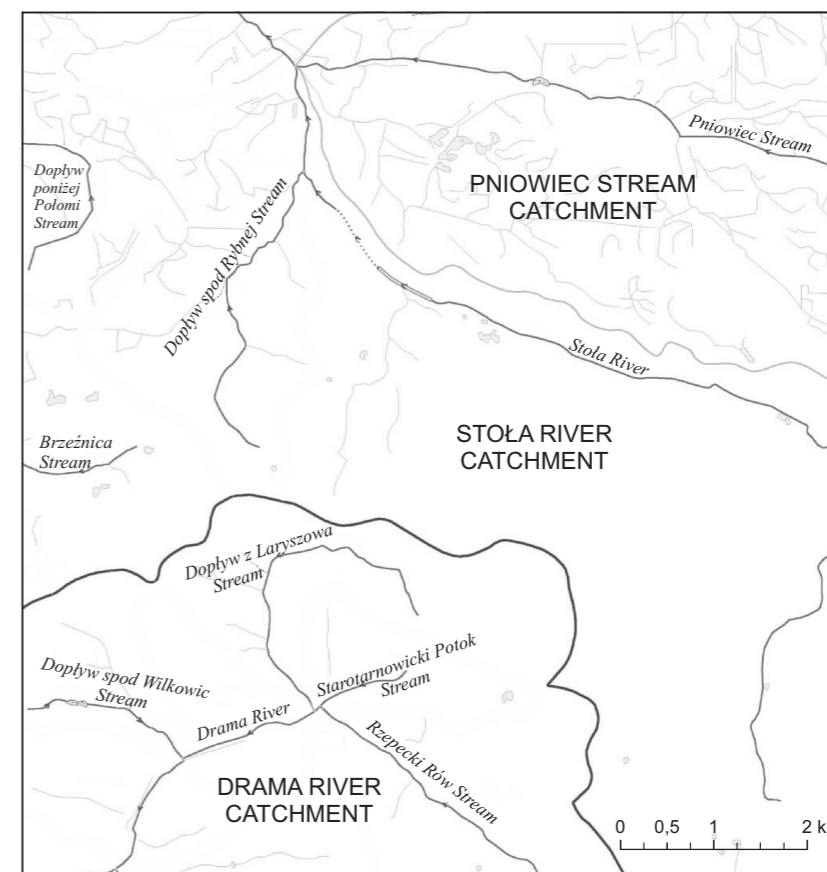 Pniowiec Stream
PNIOWIEC STREAM
CATCHMENT
Dopływ
poniżej
Połomi
Stream
Dopływ spod Rybnej Stream
Stoła River
STOŁA RIVER
CATCHMENT
Brzeźnica
Stream
Dopływ z Laryszowa
Stream
Dopływ spod Wilkowic
Stream
Starotarnowicki Potok
Stream
Drama River
Rzepecki Rów Stream
DRAMA RIVER
CATCHMENT
0 0,5 1 2 k